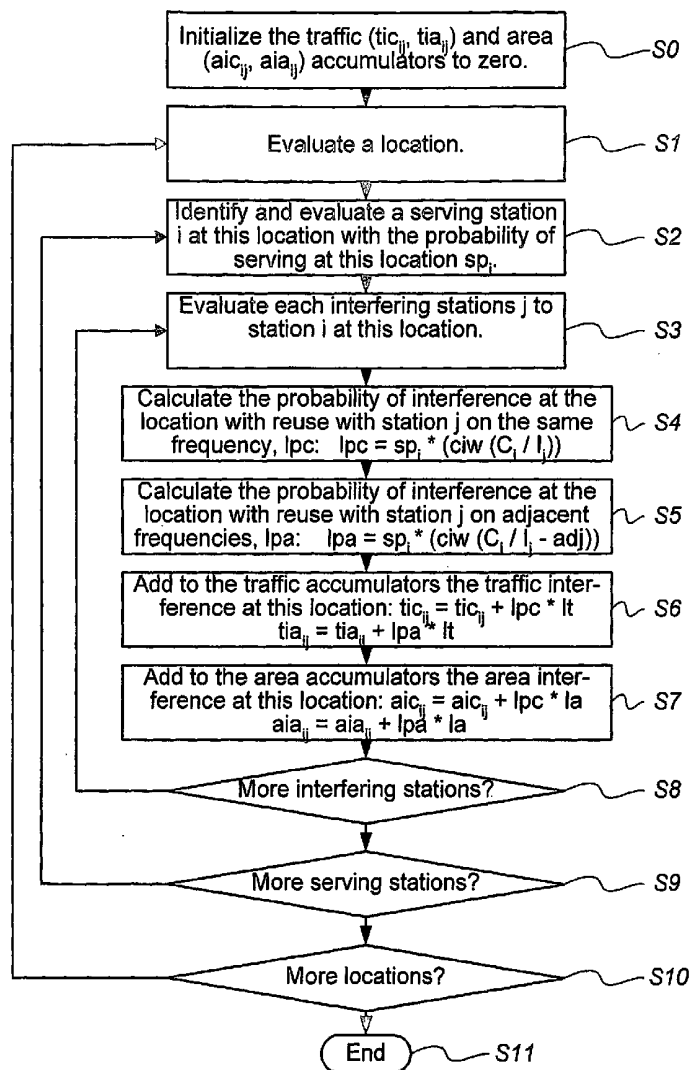 Initialize the traffic (tic_ij, tia_ij) and area
(aic_ij, aia_ij) accumulators to zero.
S0
Evaluate a location.
S1
Identify and evaluate a serving station
i at this location with the probability of
serving at this location sp_i.
S2
Evaluate each interfering stations j to
station i at this location.
S3
Calculate the probability of interference at the
location with reuse with station j on the same
frequency, Ipc: Ipc = sp_i * (ciw (C_i / I_j))
S4
Calculate the probability of interference at the
location with reuse with station j on adjacent
frequencies, Ipa: Ipa = sp_i * (ciw (C_i / I_j - adj))
S5
Add to the traffic accumulators the traffic inter-
ference at this location: tic_ij = tic_ij + Ipc * It
tia_ij = tia_ij + Ipa * It
S6
Add to the area accumulators the area inter-
ference at this location: aic_ij = aic_ij + Ipc * Ia
aia_ij = aia_ij + Ipa * Ia
S7
More interfering stations?
S8
More serving stations?
S9
More locations?
S10
End
S11